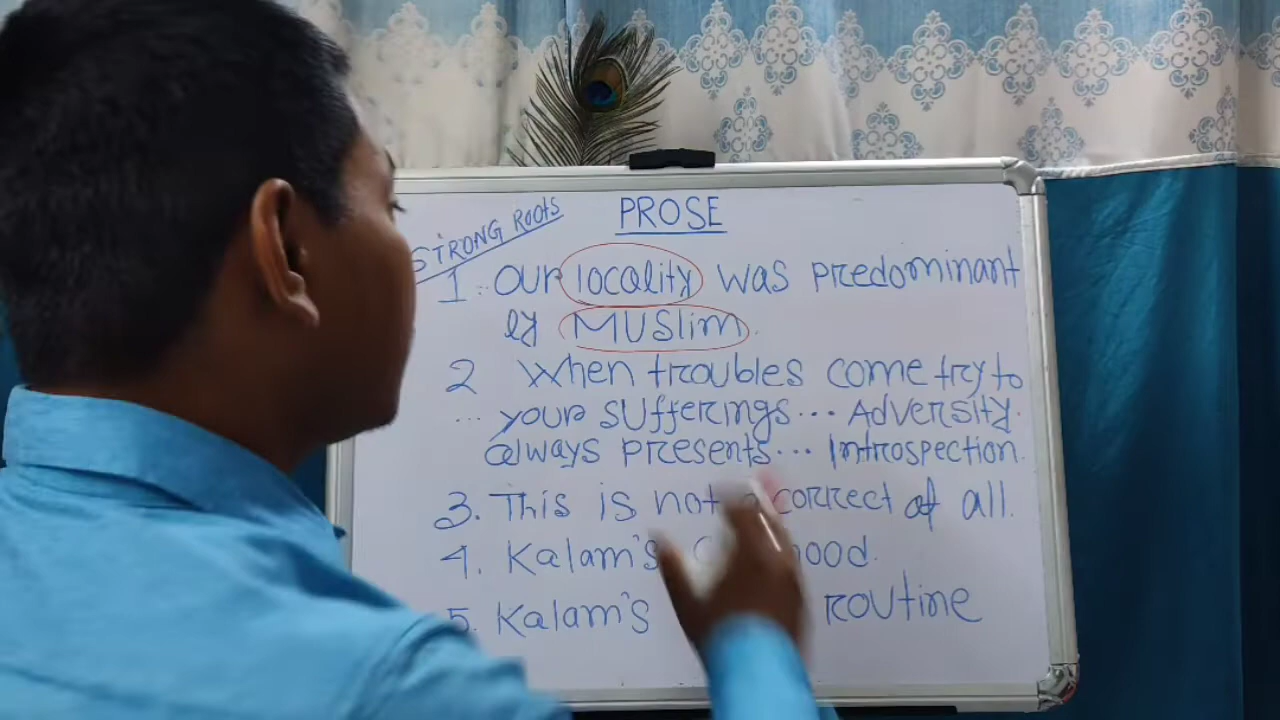 PROSE
STRONG ROOTS
1. OUR locality was predominant
ly MUSlim.
2 When troubles come try to
... your sufferings... Adversity.
always presents... Introspection.
3. This is not correct at all.
4. Kalam's
5. Kalam's routine